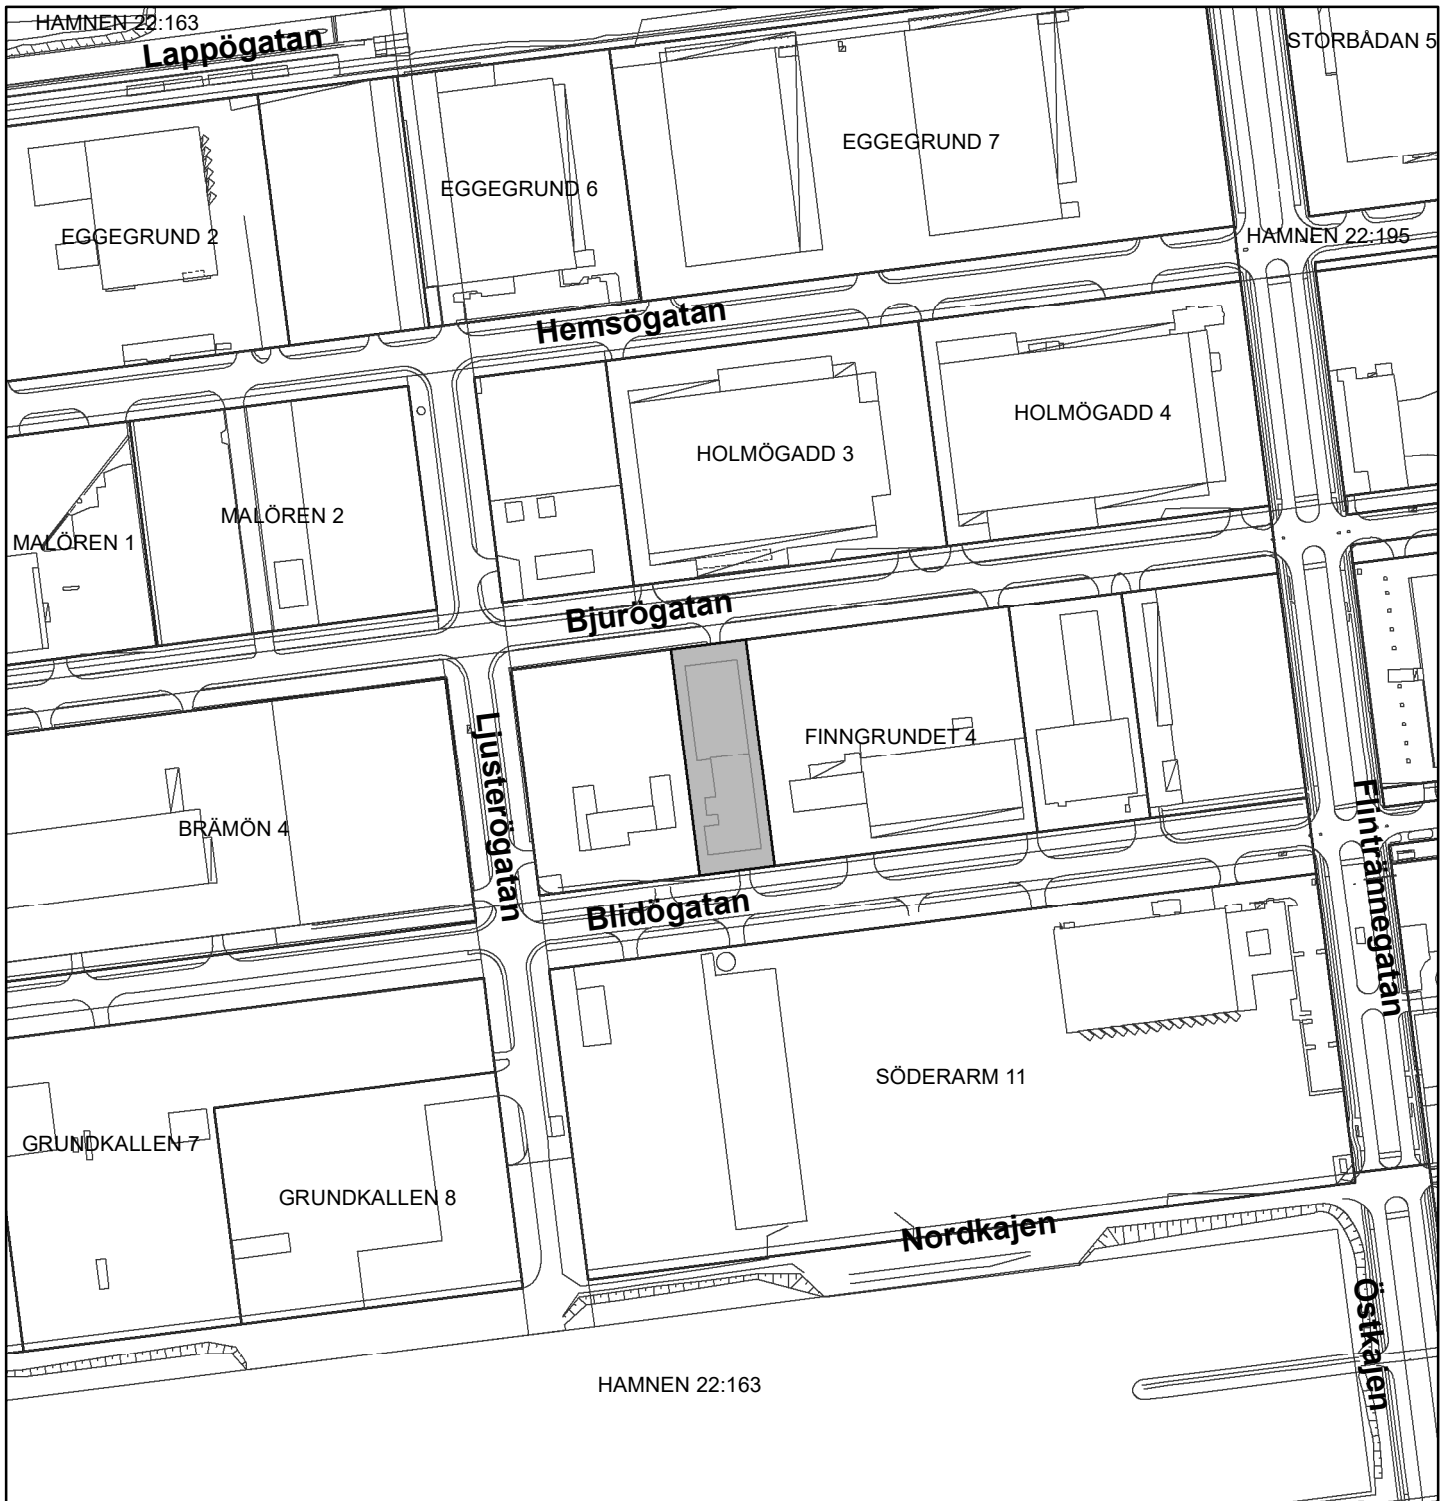 HAMNEN 22:163
Lappögatan
STORBÅDAN 5
EGGEGRUND 7
EGGEGRUND 6
EGGEGRUND 2
HAMNEN 22:195
Hemsögatan
HOLMÖGADD 4
HOLMÖGADD 3
MALÖREN 2
MALÖREN 1
Bjurögatan
Ljusterögatan
FINNGRUNDET 4
BRÄMÖN 4
Flintrännegatan
Blidögatan
SÖDERARM 11
GRUNDKALLEN 7
GRUNDKALLEN 8
Nordkajen
Östkajen
HAMNEN 22:163